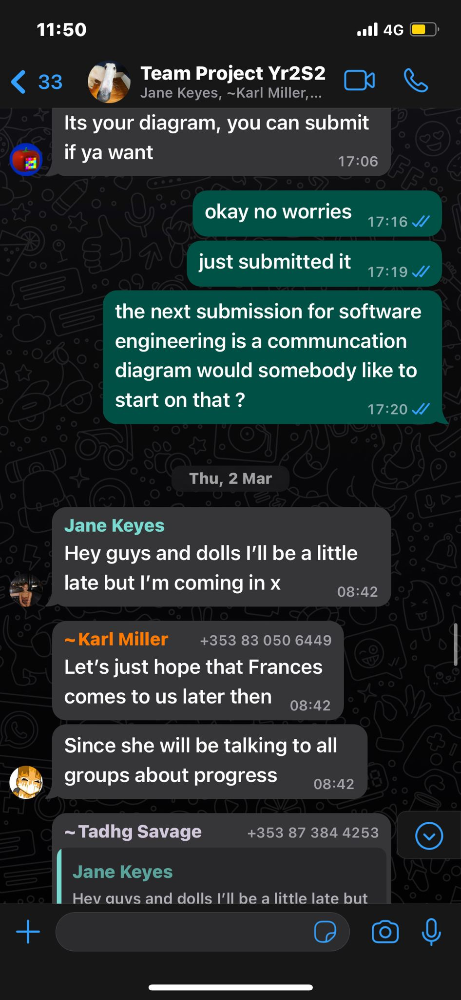 11:50
4G
33
Team Project Yr2S2
Jane Keyes, ~Karl Miller,...
Its your diagram, you can submit
if ya want
17:06
okay no worries
17:16
just submitted it
17:19
the next submission for software
engineering is a communcation
diagram would somebody like to
start on that ?
17:20
Thu, 2 Mar
Jane Keyes
Hey guys and dolls I’ll be a little
late but I’m coming in x
08:42
~Karl Miller +353 83 050 6449
Let’s just hope that Frances
comes to us later then
08:42
Since she will be talking to all
groups about progress
08:42
~Tadhg Savage +353 87 384 4253
Jane Keyes
Hey guys and dolls I’ll be a little late but